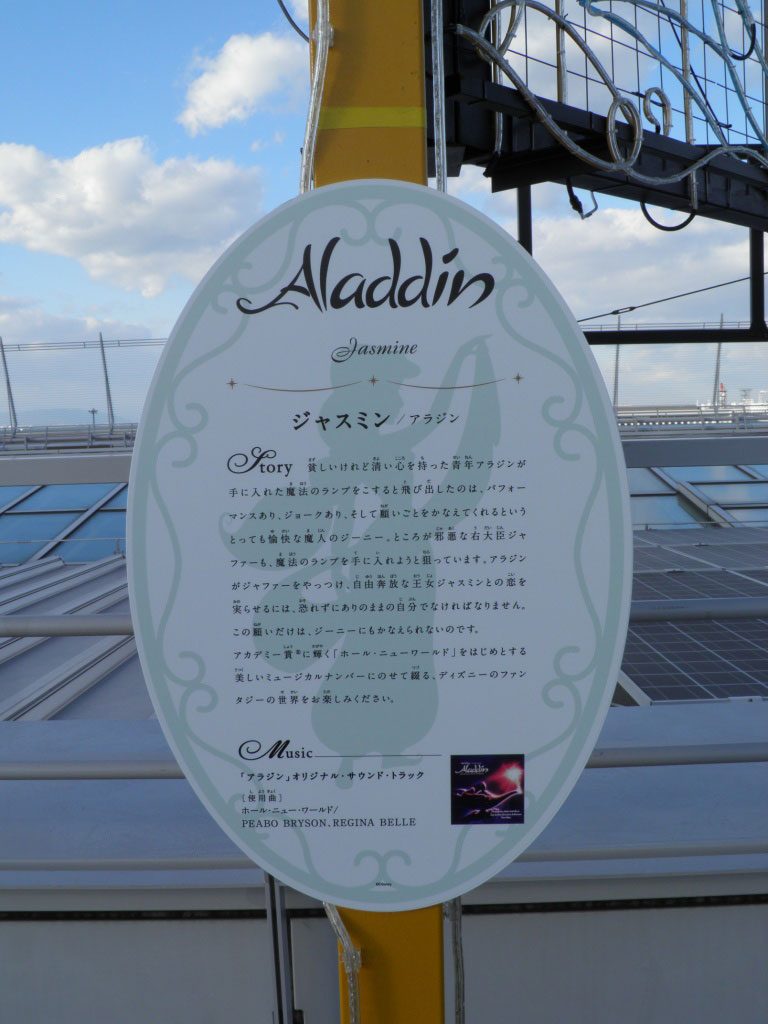 Aladdin
Jasmine
ジャスミン / アラジン
Story 貧しいけれど清い心を持った青年アラジンが
手に入れた魔法のランプをこすると飛び出したのは、パフォー
マンスあり、ジョークあり、そして願いごとをかなえてくれるという
とっても愉快な魔人のジーニー。ところが邪悪な右大臣ジャ
ファーも、魔法のランプを手に入れようと狙っています。アラジン
がジャファーをやっつけ、自由奔放な王女ジャスミンとの恋を
実らせるには、恐れずにありのままの自分でなければなりません。
この願いだけは、ジーニーにもかなえられないのです。
アカデミー賞®に輝く「ホール・ニューワールド」をはじめとする
美しいミュージカルナンバーにのせて綴る、ディズニーのファン
タジーの世界をお楽しみください。
Music
「アラジン」オリジナル・サウンド・トラック
[使用曲]
ホール・ニュー・ワールド/
PEABO BRYSON、REGINA BELLE
Aladdin
©Disney